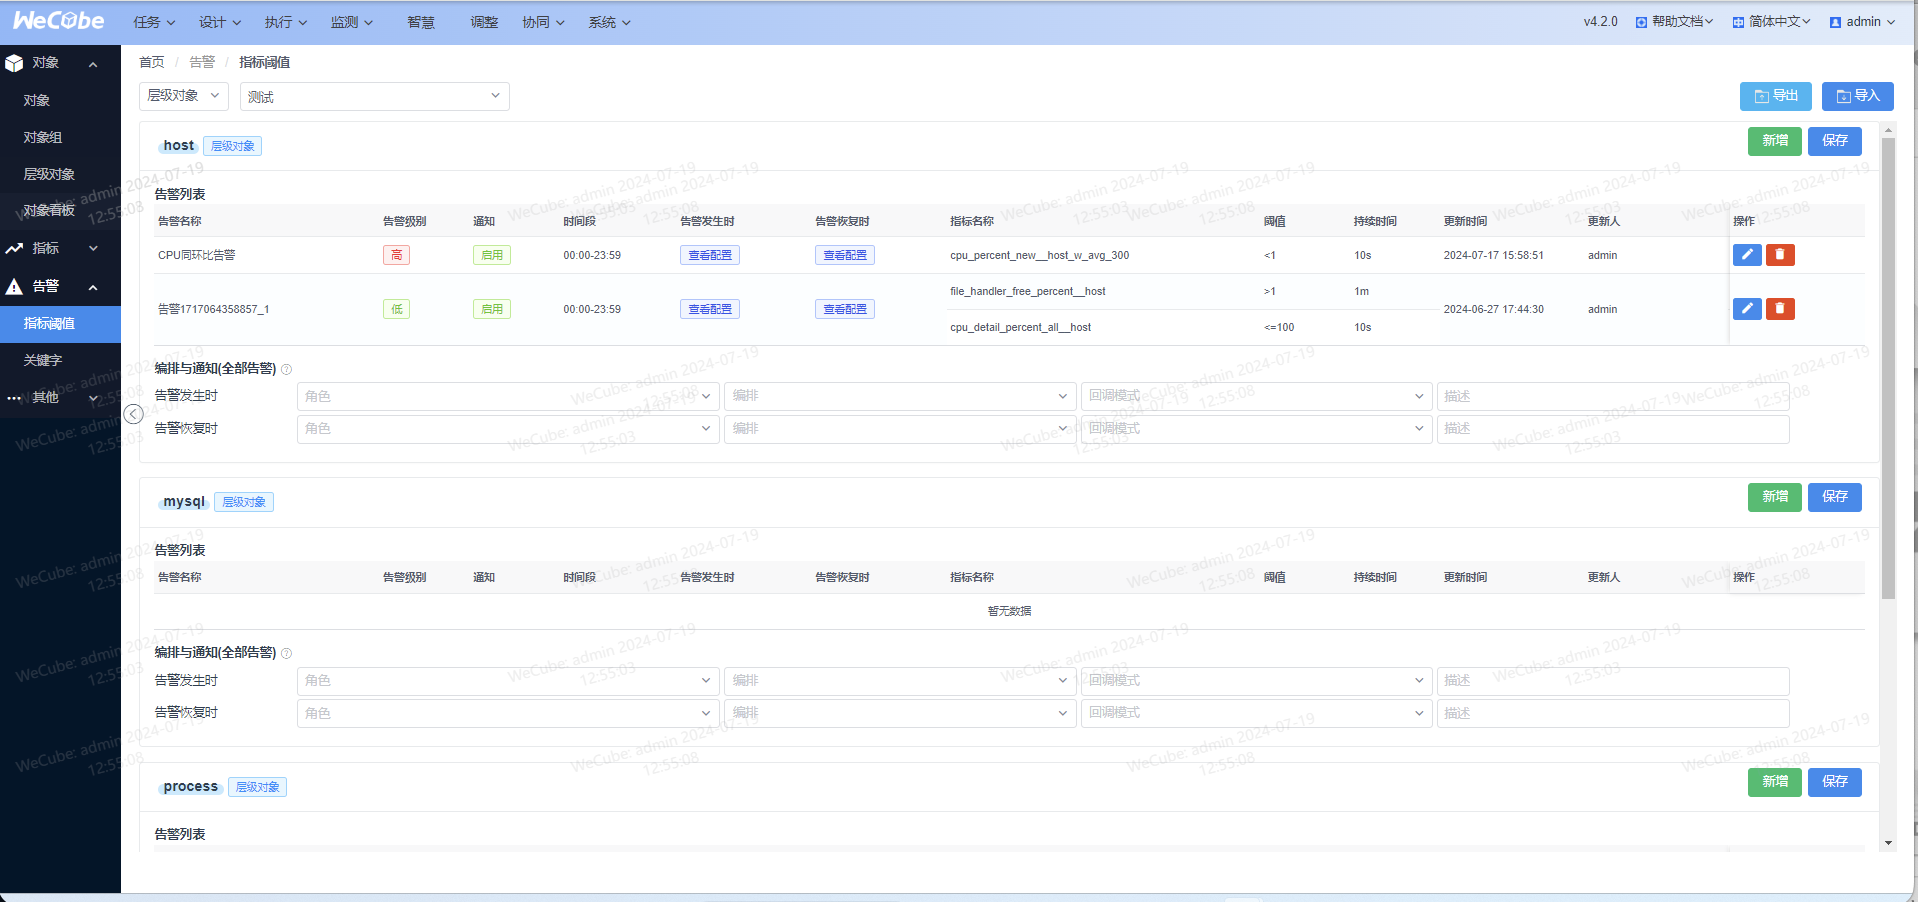 WeCube 任务 设计 执行 监测 智慧 调整 协同 系统 v4.2.0 帮助文档 简体中文 admin
对象
对象
对象组
层级对象
对象看板
指标
告警
指标阈值
关键字
其他
首页 / 告警 / 指标阈值
层级对象 测试 导出 导入
host 层级对象 新增 保存
告警列表
告警名称 告警级别 通知 时间段 告警发生时 告警恢复时 指标名称 阈值 持续时间 更新时间 更新人 操作
CPU同环比告警 高 启用 00:00-23:59 查看配置 查看配置 cpu_percent_new__host_w_avg_300 <1 10s 2024-07-17 15:58:51 admin
告警1717064358857_1 低 启用 00:00-23:59 查看配置 查看配置 file_handler_free_percent__host >1 1m 2024-06-27 17:44:30 admin
cpu_detail_percent_all__host <=100 10s
编排与通知(全部告警)
告警发生时 角色 编排 回调模式 描述
告警恢复时 角色 编排 回调模式 描述
mysql 层级对象 新增 保存
告警列表
告警名称 告警级别 通知 时间段 告警发生时 告警恢复时 指标名称 阈值 持续时间 更新时间 更新人 操作
暂无数据
编排与通知(全部告警)
告警发生时 角色 编排 回调模式 描述
告警恢复时 角色 编排 回调模式 描述
process 层级对象 新增 保存
告警列表
WeCube: admin 2024-07-19
12:55:03
WeCube: admin 2024-07-19
12:55:08